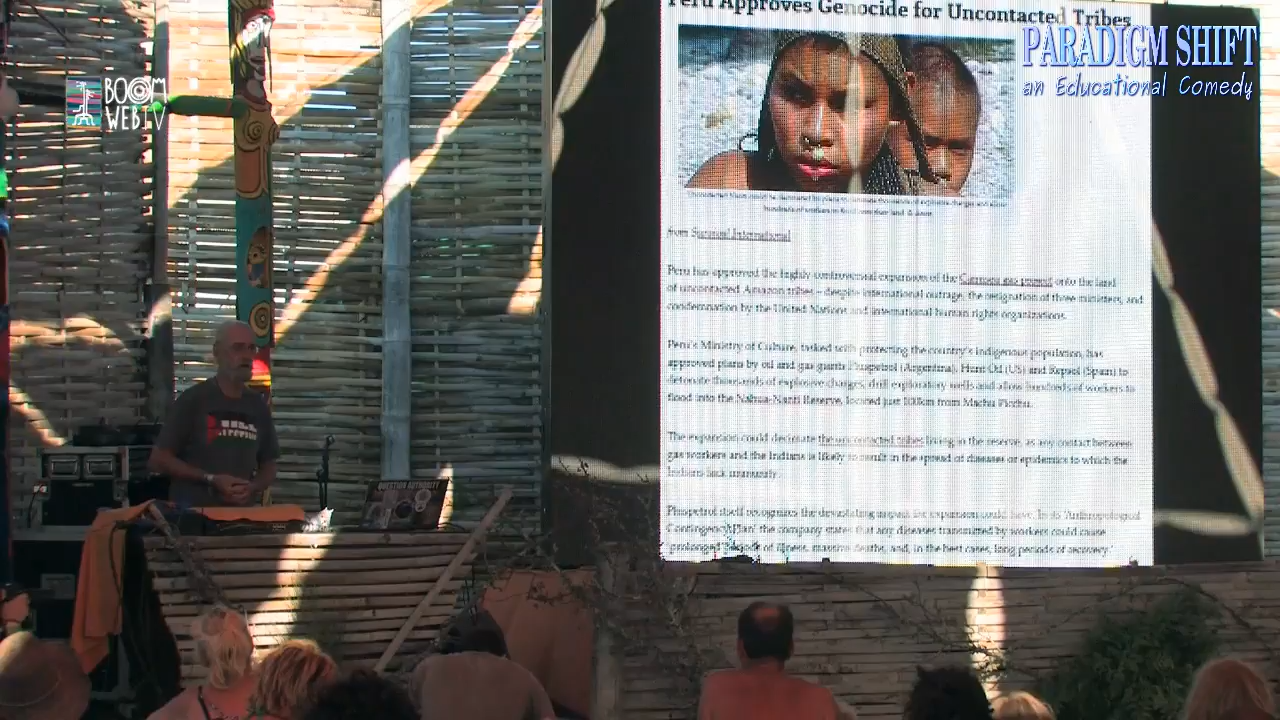 Peru Approves Genocide for Uncontacted Tribes
PARADIGM SHIFT
an Educational Comedy
BOOM
WEBTV
from Survival International
Peru has approved the highly controversial expansion of the Camisea gas project onto the land
of uncontacted Amazon tribes – despite international outrage, the resignation of three ministers, and
condemnation by the United Nations and international human rights organizations.
Peru's Ministry of Culture, tasked with protecting the country's indigenous population, has
approved plans by oil and gas giants Pluspetrol (Argentina), Hunt Oil (US) and Repsol (Spain) to
detonate thousands of explosive charges, drill exploratory wells and allow hundreds of workers to
flood into the Nahua-Nanti Reserve, located just 100km from Machu Picchu.
The expansion could decimate the uncontacted tribes living in the reserve, as any contact between
gas workers and the Indians is likely to result in the spread of diseases or epidemics to which the
Indians lack immunity.
Pluspetrol itself recognizes the devastating impact the expansion could have. In its 'Anthropological
Contingency Plan' the company states that any diseases transmitted by workers could cause
'prolonged of illness, massive deaths, and, in the best cases, long periods of recovery.'
QUESTION AUTHORITY